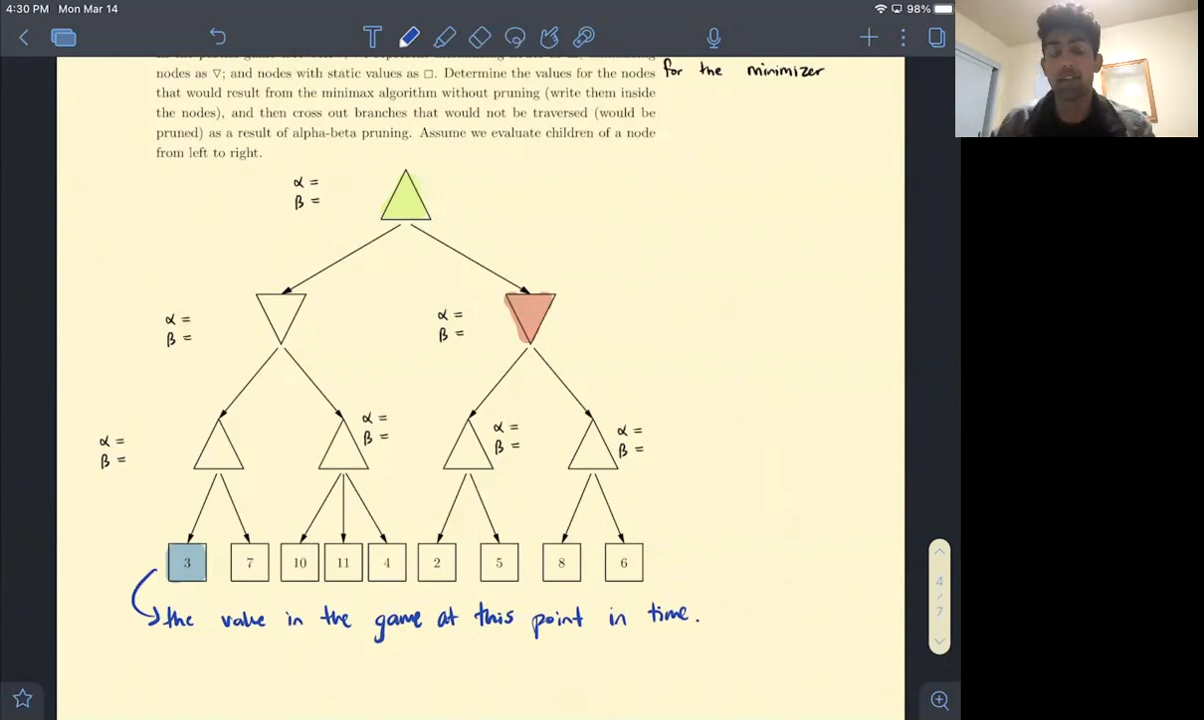 4:30 PM Mon Mar 14
98%
nodes as ▽; and nodes with static values as □. Determine the values for the nodes
for the minimizer
that would result from the minimax algorithm without pruning (write them inside
the nodes), and then cross out branches that would not be traversed (would be
pruned) as a result of alpha-beta pruning. Assume we evaluate children of a node
from left to right.
α =
β =
α =
β =
α =
β =
α =
β =
α =
β =
α =
β =
α =
β =
3 7 10 11 4 2 5 8 6
the value in the game at this point in time.
4
/
7